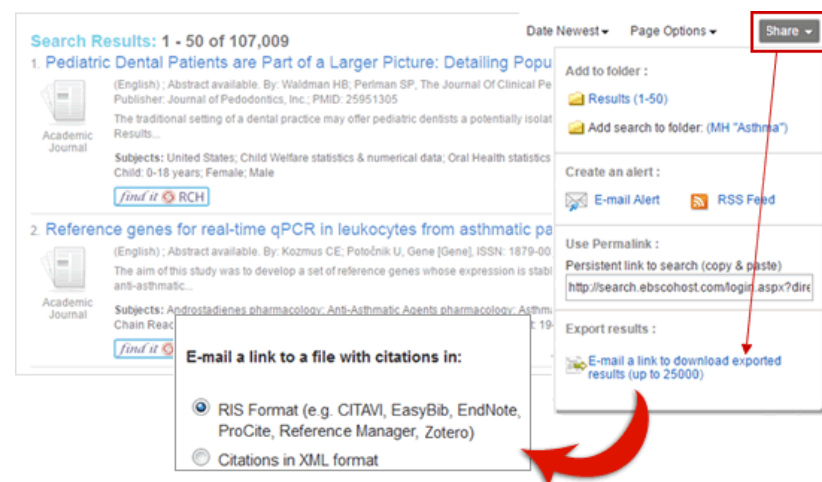 Date Newest Page Options Share
Search Results: 1 - 50 of 107,009
1. Pediatric Dental Patients are Part of a Larger Picture: Detailing Popu
(English) ; Abstract available. By: Waldman HB; Perlman SP, The Journal Of Clinical Pe
Publisher: Journal of Pedodontics, Inc.; PMID: 25951305
The traditional setting of a dental practice may offer pediatric dentists a potentially isolat
Results...
Academic
Journal
Subjects: United States; Child Welfare statistics & numerical data; Oral Health statistics
Child: 0-18 years; Female; Male
find it RCH
2. Reference genes for real-time qPCR in leukocytes from asthmatic pa
(English) ; Abstract available. By: Kozmus CE; Potočnik U, Gene [Gene], ISSN: 1879-00
The aim of this study was to develop a set of reference genes whose expression is stabl
anti-asthmatic...
Academic
Journal
Subjects: Androstadienes pharmacology; Anti-Asthmatic Agents pharmacology; Asthm
Chain Reac
t 19-
find it
Add to folder :
Results (1-50)
Add search to folder: (MH "Asthma")
Create an alert :
E-mail Alert RSS Feed
Use Permalink :
Persistent link to search (copy & paste)
http://search.ebscohost.com/login.aspx?dire
Export results :
E-mail a link to download exported
results (up to 25000)
E-mail a link to a file with citations in:
RIS Format (e.g. CITAVI, EasyBib, EndNote,
ProCite, Reference Manager, Zotero)
Citations in XML format